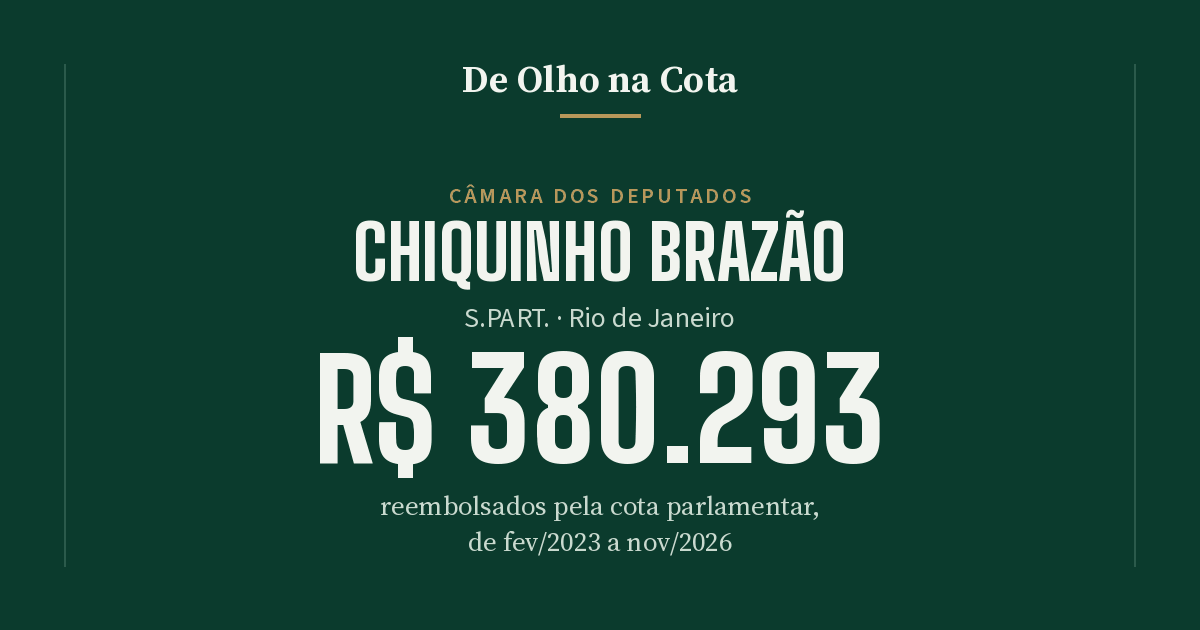 De Olho na Cota
CÂMARA DOS DEPUTADOS
CHIQUINHO BRAZÃO
S.PART. · Rio de Janeiro
R$ 380.293
reembolsados pela cota parlamentar,
de fev/2023 a nov/2026